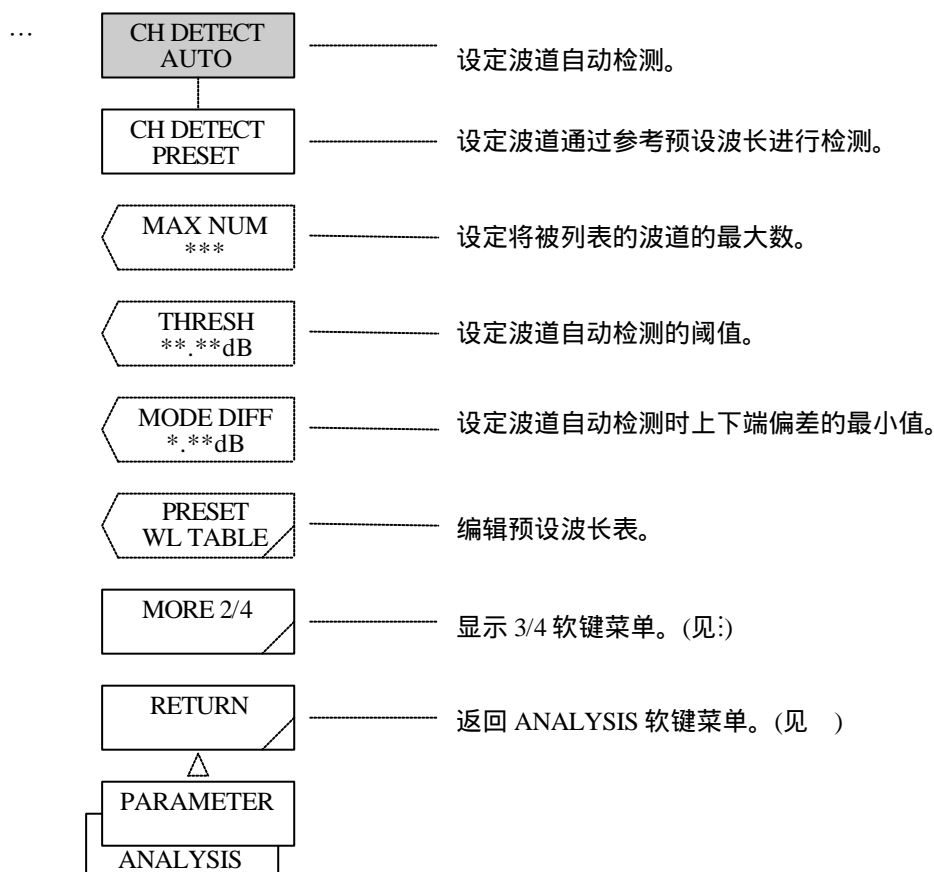 …
CH DETECT
AUTO
设定波道自动检测。
CH DETECT
PRESET
设定波道通过参考预设波长进行检测。
MAX NUM
***
设定将被列表的波道的最大数。
THRESH
**.**dB
设定波道自动检测的阈值。
MODE DIFF
*.**dB
设定波道自动检测时上下端偏差的最小值。
PRESET
WL TABLE
编辑预设波长表。
MORE 2/4
显示 3/4 软键菜单。(见⁝)
RETURN
返回 ANALYSIS 软键菜单。(见 )
PARAMETER
ANALYSIS